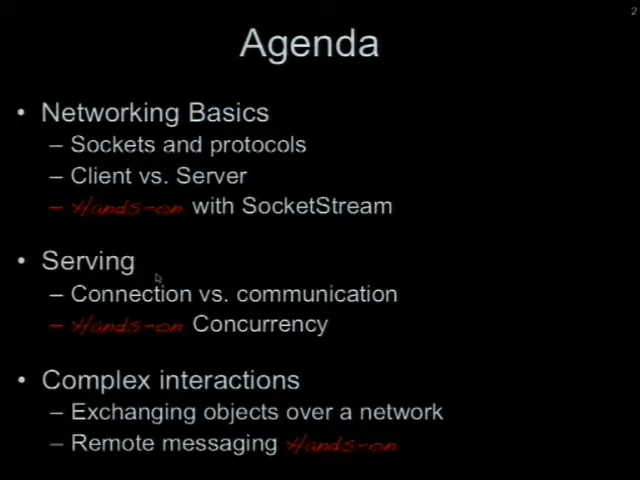 2
Agenda
• Networking Basics
– Sockets and protocols
– Client vs. Server
– Hands-on with SocketStream
• Serving
– Connection vs. communication
– Hands-on Concurrency
• Complex interactions
– Exchanging objects over a network
– Remote messaging Hands-on